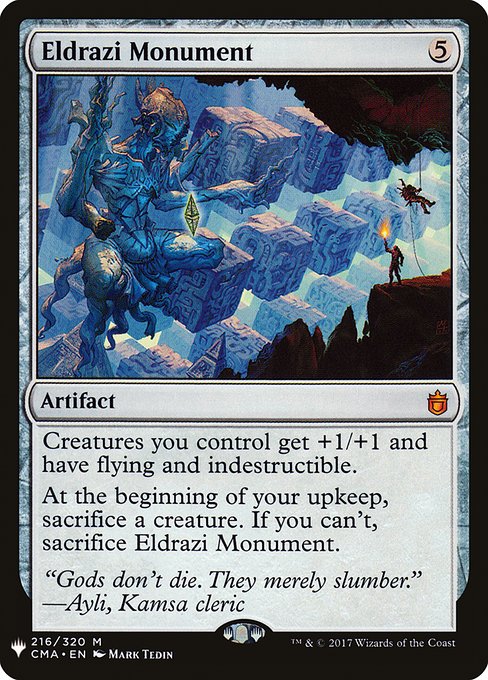 Eldrazi Monument 5
Artifact
Creatures you control get +1/+1 and
have flying and indestructible.
At the beginning of your upkeep,
sacrifice a creature. If you can't,
sacrifice Eldrazi Monument.
“Gods don't die. They merely slumber.”
—Ayli, Kamsa cleric
216/320 M
CMA • EN MARK TEDIN
™ & © 2017 Wizards of the Coast